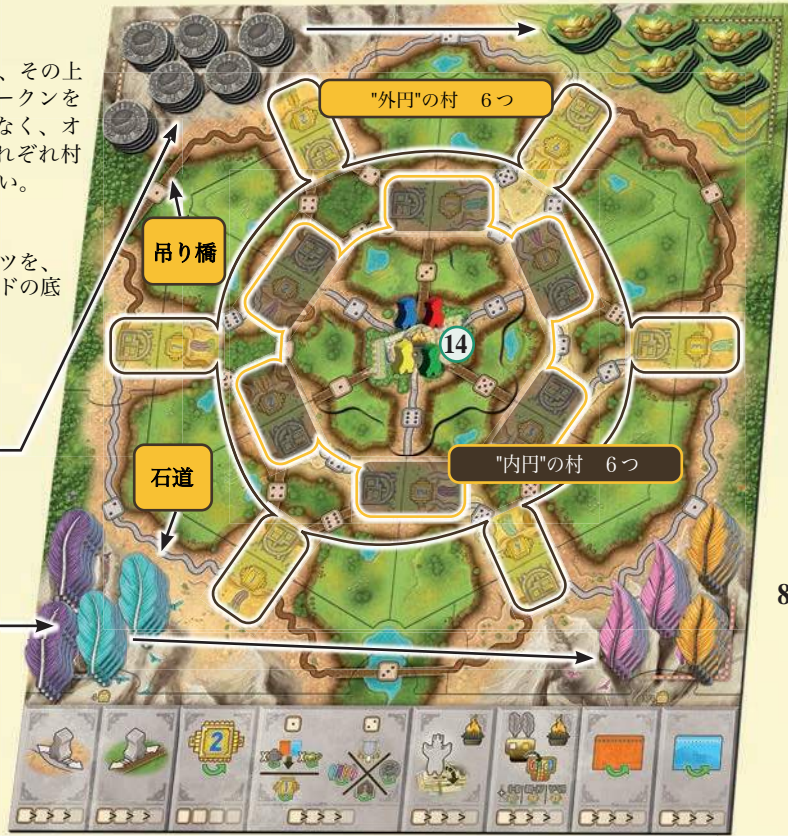 、その上
ークンを
なく、オ
れぞれ村
い。
ツを、
ドの底
"外円"の村 6つ
吊り橋
14
石道
"内円"の村 6つ
8
2